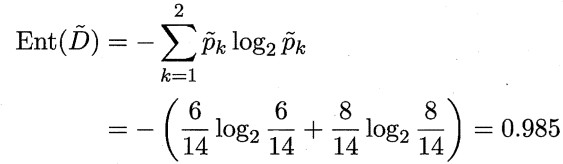 Ent(D̃) = − ∑_{k=1}^{2} p̃_k log₂ p̃_k
= − ( 6/14 log₂ 6/14 + 8/14 log₂ 8/14 ) = 0.985